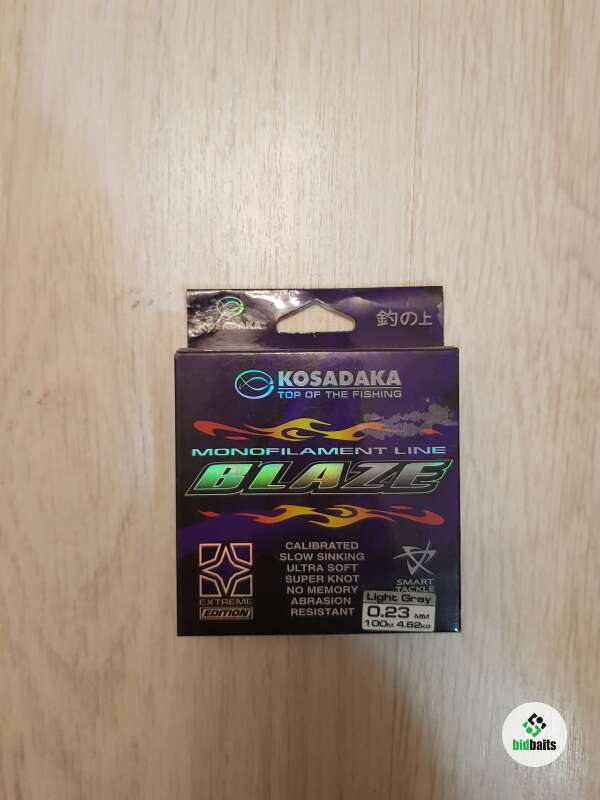 KOSADAKA
釣の上
KOSADAKA
TOP OF THE FISHING
MONOFILAMENT LINE
BLAZE
CALIBRATED
SLOW SINKING
ULTRA SOFT
SUPER KNOT
NO MEMORY
ABRASION
RESISTANT
EXTREME
EDITION
SMART
TACKLE
Light Gray
0.23 MM
100M 4.62KG
bidbaits